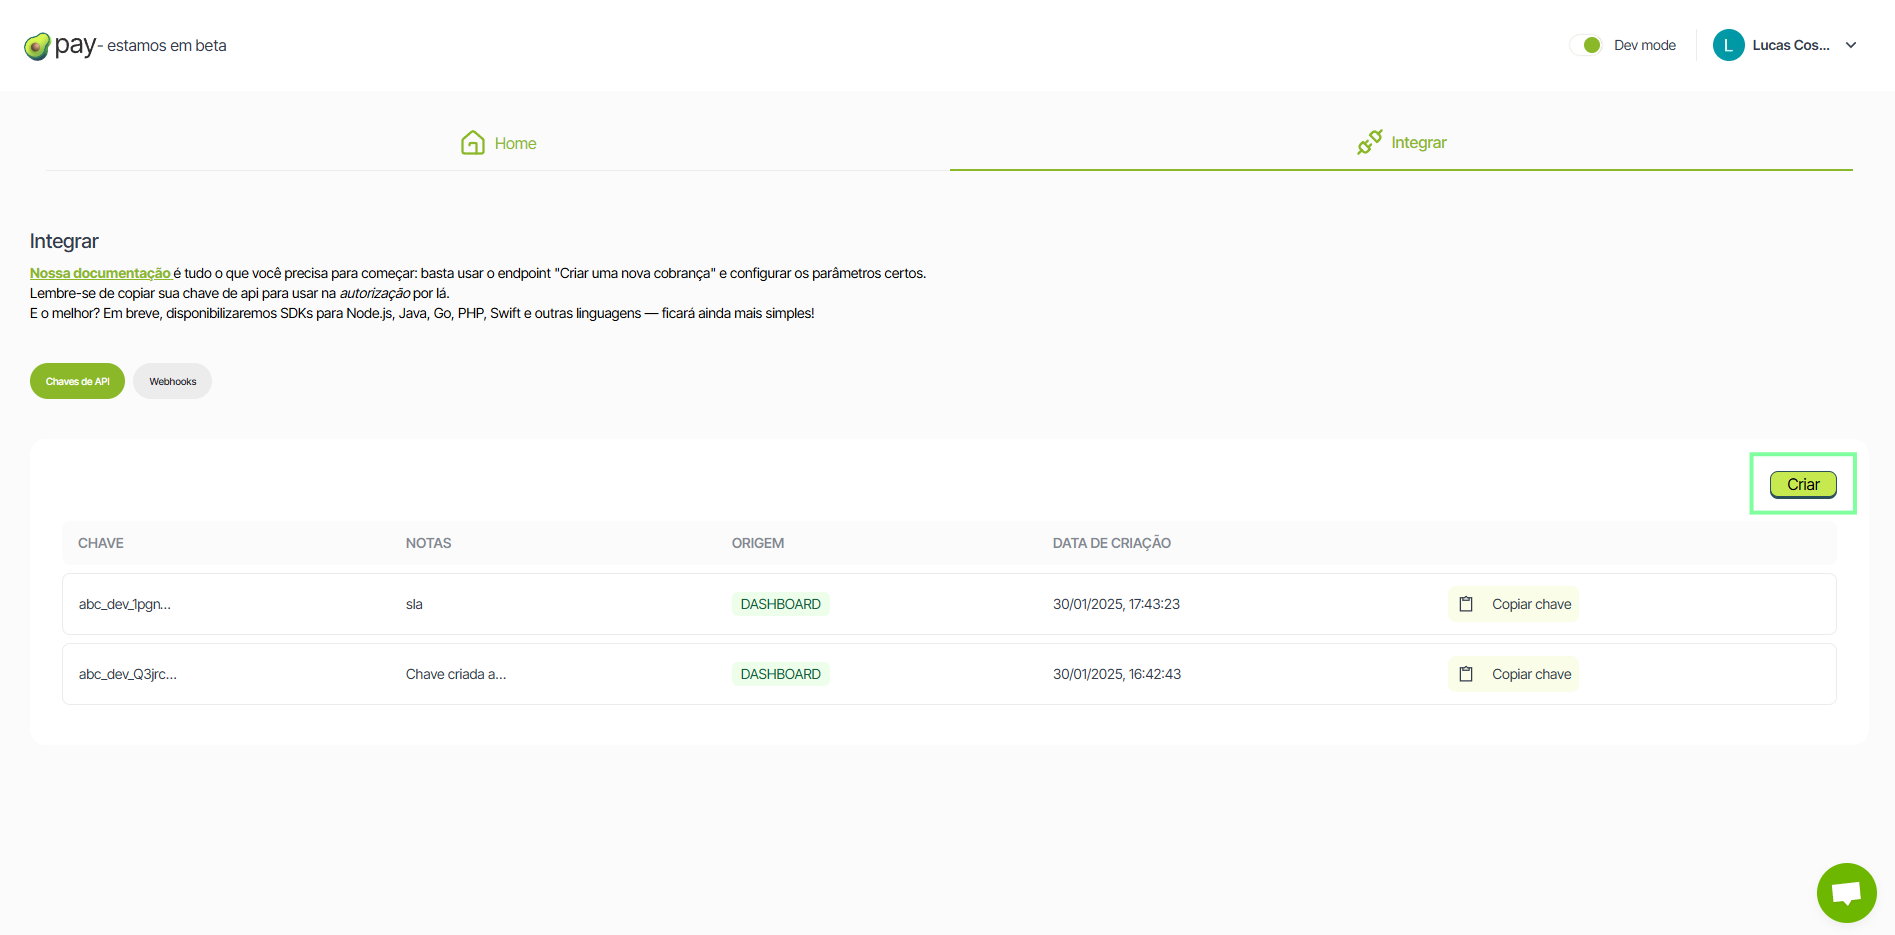 pay - estamos em beta
Dev mode
L
Lucas Cos...
Home
Integrar
Integrar
Nossa documentação é tudo o que você precisa para começar: basta usar o endpoint "Criar uma nova cobrança" e configurar os parâmetros certos.
Lembre-se de copiar sua chave de api para usar na autorização por lá.
E o melhor? Em breve, disponibilizaremos SDKs para Node.js, Java, Go, PHP, Swift e outras linguagens — ficará ainda mais simples!
Chaves de API
Webhooks
Criar
CHAVE NOTAS ORIGEM DATA DE CRIAÇÃO
abc_dev_1pgn... sla DASHBOARD 30/01/2025, 17:43:23 Copiar chave
abc_dev_Q3jrc... Chave criada a... DASHBOARD 30/01/2025, 16:42:43 Copiar chave